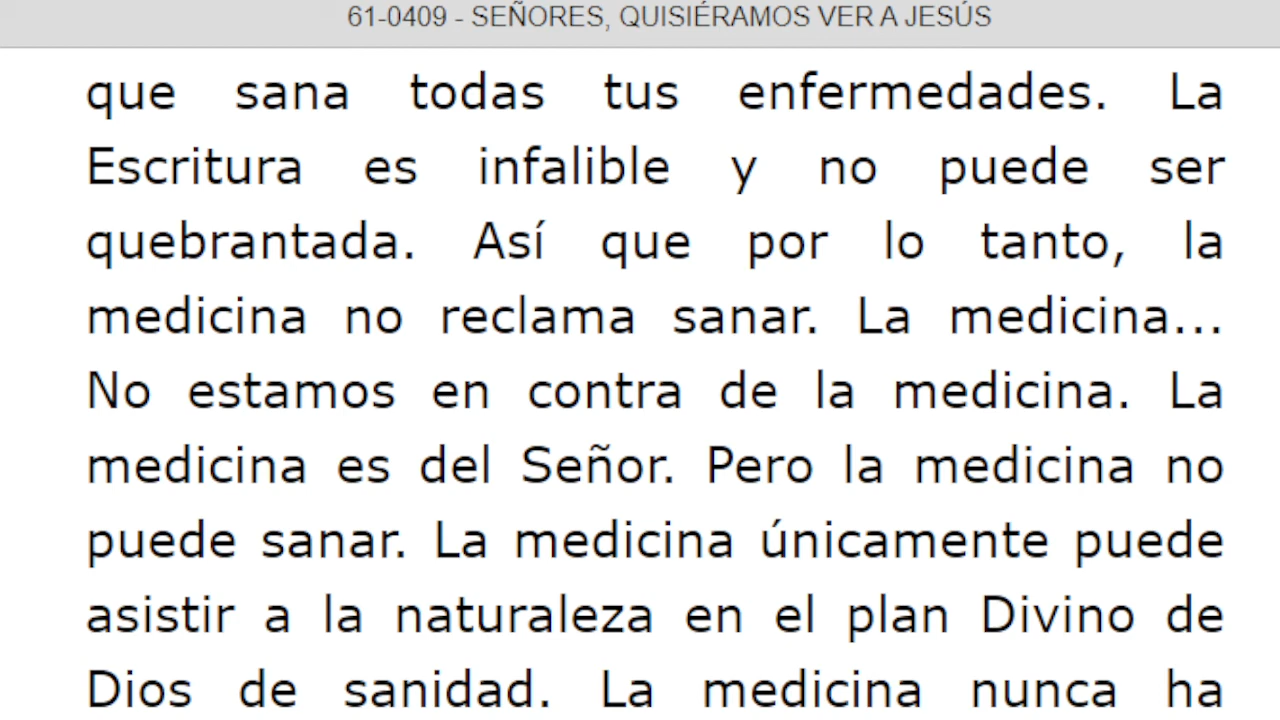 61-0409 - SEÑORES, QUISIÉRAMOS VER A JESÚS
que sana todas tus enfermedades. La
Escritura es infalible y no puede ser
quebrantada. Así que por lo tanto, la
medicina no reclama sanar. La medicina...
No estamos en contra de la medicina. La
medicina es del Señor. Pero la medicina no
puede sanar. La medicina únicamente puede
asistir a la naturaleza en el plan Divino de
Dios de sanidad. La medicina nunca ha